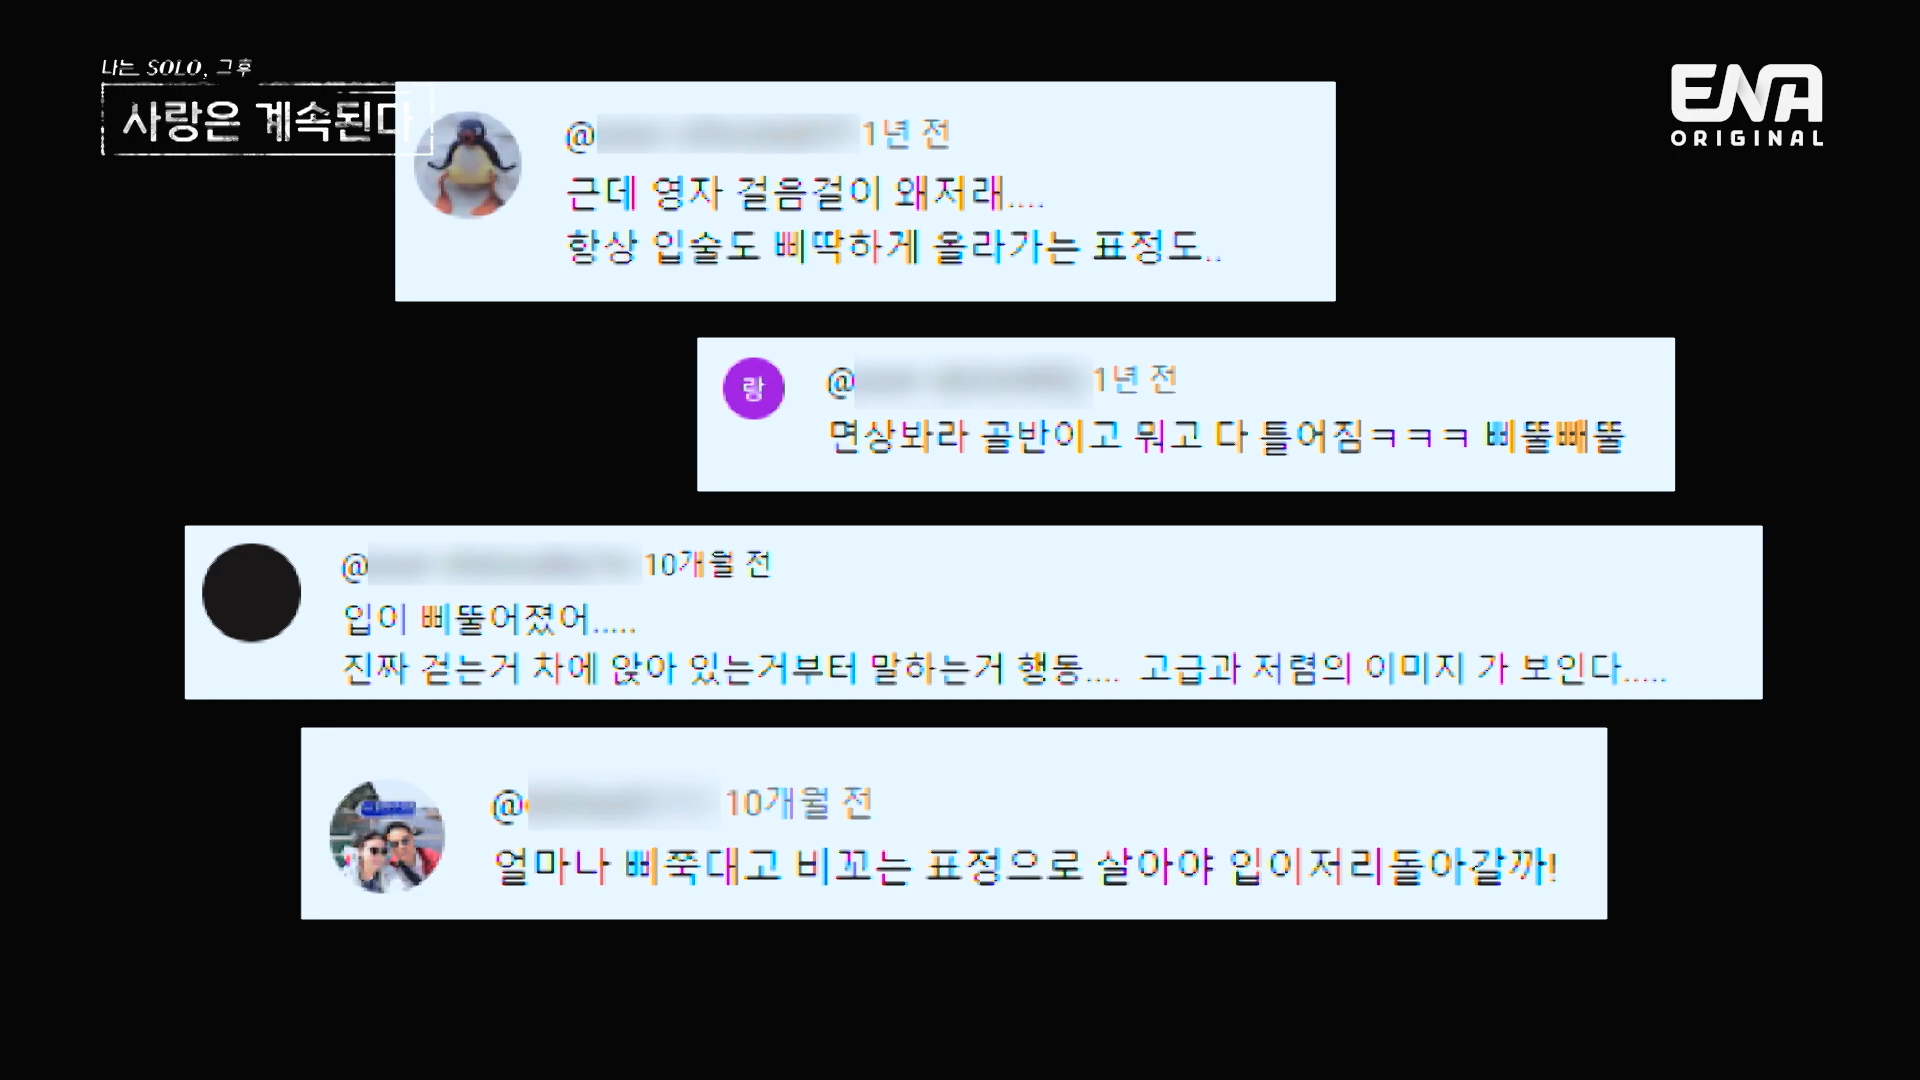 나는 SOLO, 그후
사랑은 계속된다
ENA
ORIGINAL
@ 1년 전
근데 영자 걸음걸이 왜저래....
항상 입술도 삐딱하게 올라가는 표정도..
랑
@ 1년 전
면상봐라 골반이고 뭐고 다 틀어짐ㅋㅋㅋ 삐뚤빼뚤
@ 10개월 전
입이 삐뚤어졌어.....
진짜 걷는거 차에 앉아 있는거부터 말하는거 행동.... 고급과 저렴의 이미지 가 보인다.....
@ 10개월 전
얼마나 삐쭉대고 비꼬는 표정으로 살아야 입이저리돌아갈까!